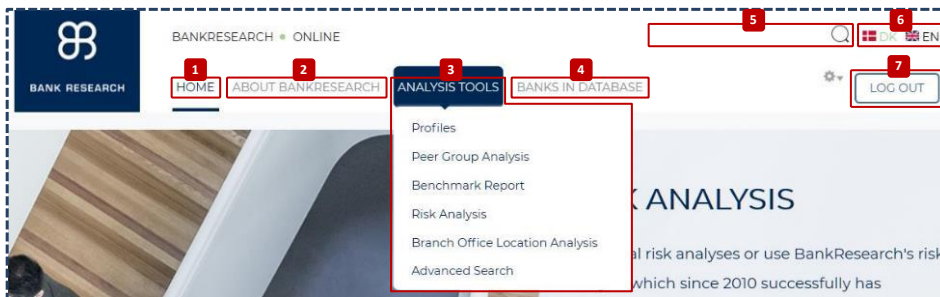 5
6
BANKRESEARCH • ONLINE
DK
EN
1
2
3
4
7
BANK RESEARCH
HOME
ABOUT BANKRESEARCH
ANALYSIS TOOLS
BANKS IN DATABASE
LOG OUT
Profiles
Peer Group Analysis
Benchmark Report
Risk Analysis
Branch Office Location Analysis
Advanced Search
ANALYSIS
risk analyses or use BankResearch's risk
which since 2010 successfully has